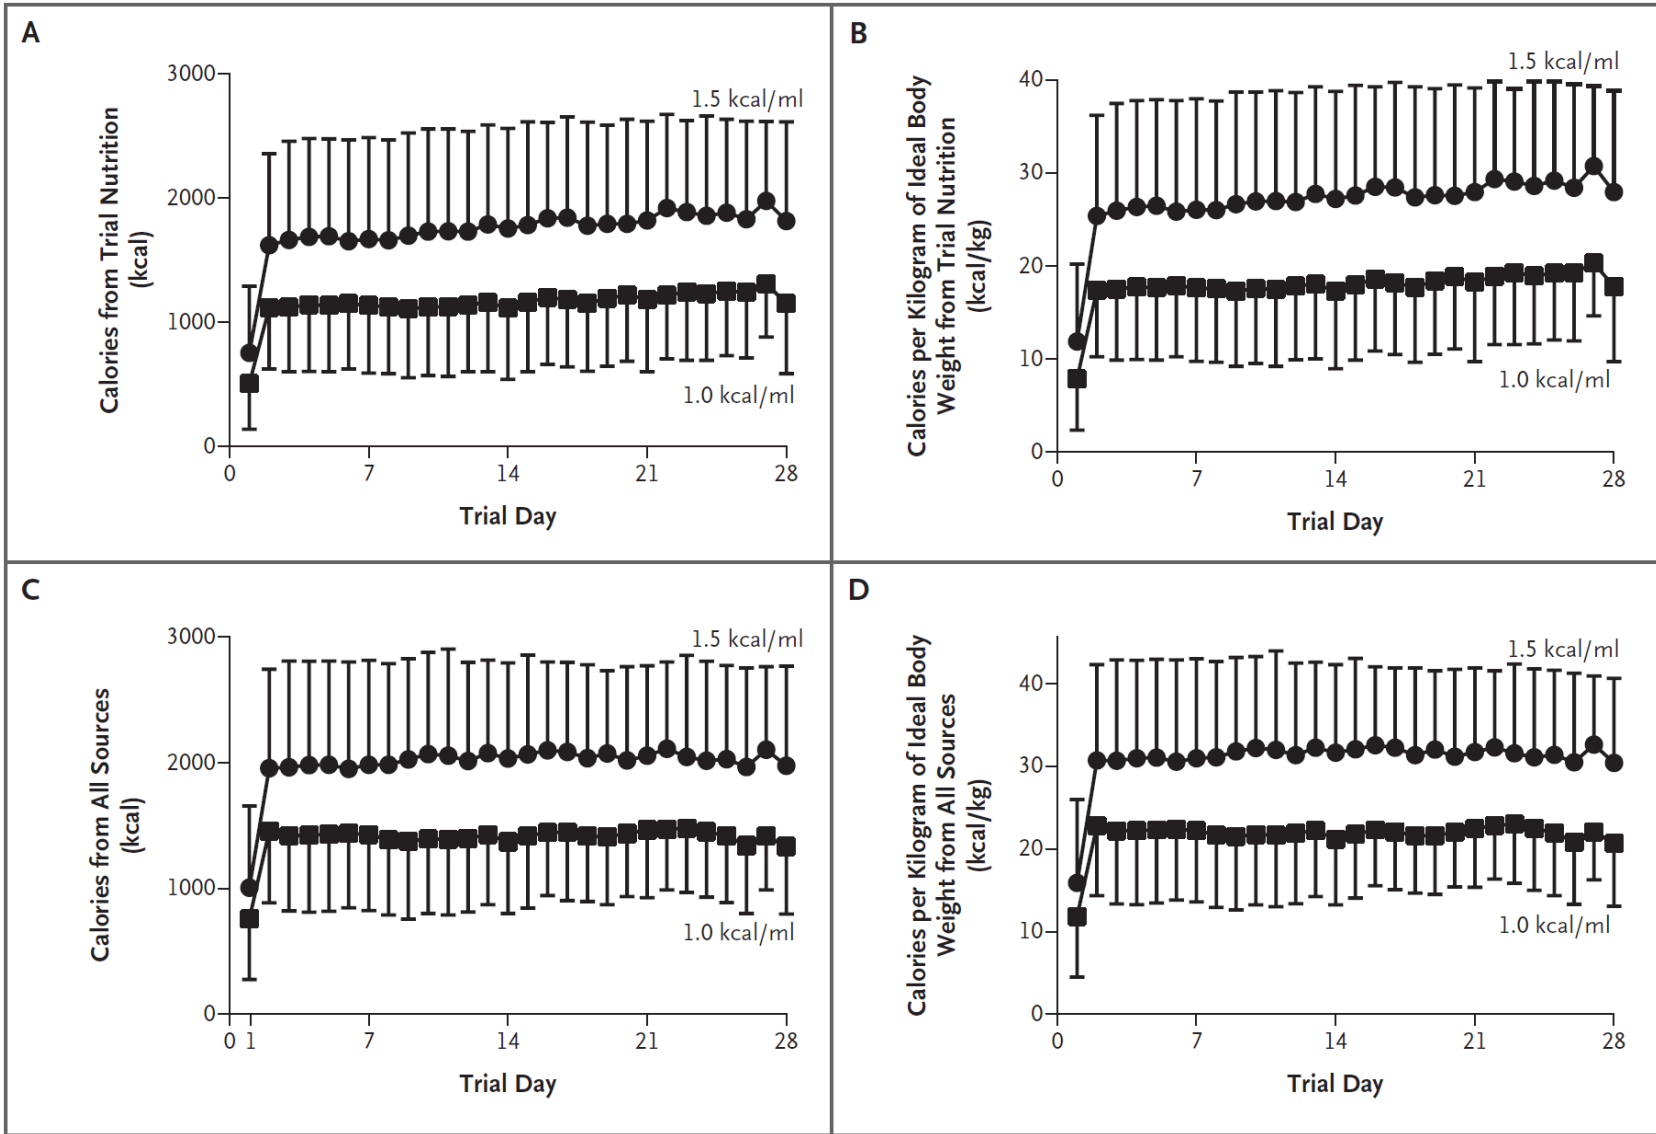 A
Calories from Trial Nutrition
(kcal)
3000
2000
1000
0
1.5 kcal/ml
1.0 kcal/ml
0 7 14 21 28
Trial Day
B
Calories per Kilogram of Ideal Body
Weight from Trial Nutrition
(kcal/kg)
40
30
20
10
0
1.5 kcal/ml
1.0 kcal/ml
0 7 14 21 28
Trial Day
C
Calories from All Sources
(kcal)
3000
2000
1000
0
1.5 kcal/ml
1.0 kcal/ml
0 1 7 14 21 28
Trial Day
D
Calories per Kilogram of Ideal Body
Weight from All Sources
(kcal/kg)
40
30
20
10
0
1.5 kcal/ml
1.0 kcal/ml
0 7 14 21 28
Trial Day